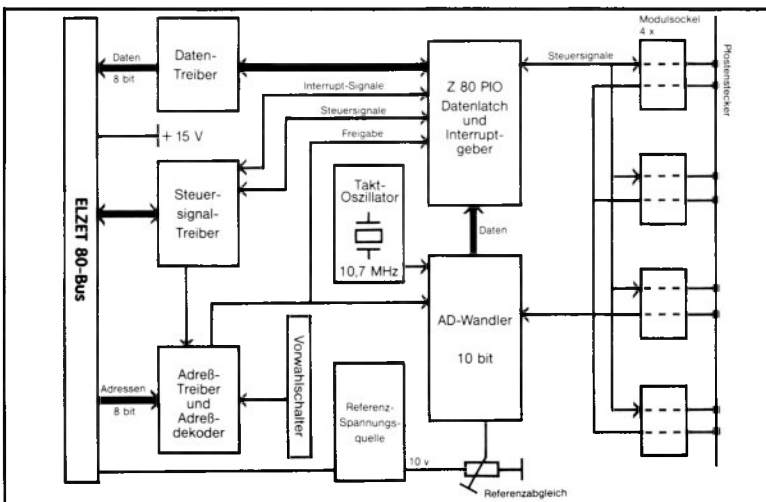 ELZET 80-Bus
Daten
8 bit
Daten-
Treiber
+ 15 V
Steuer-
signal-
Treiber
Adressen
8 bit
Adreß-
Treiber
und
Adreß-
dekoder
Vorwahlschalter
Interrupt-Signale
Steuersignale
Freigabe
Takt-
Oszillator
10,7 MHz
Referenz-
Spannungs-
quelle
10 v
Z 80 PIO
Datenlatch
und
Interrupt-
geber
Daten
AD-Wandler
10 bit
Referenzabgleich
Steuersignale
Modulsockel
4 x
Pfostenstecker